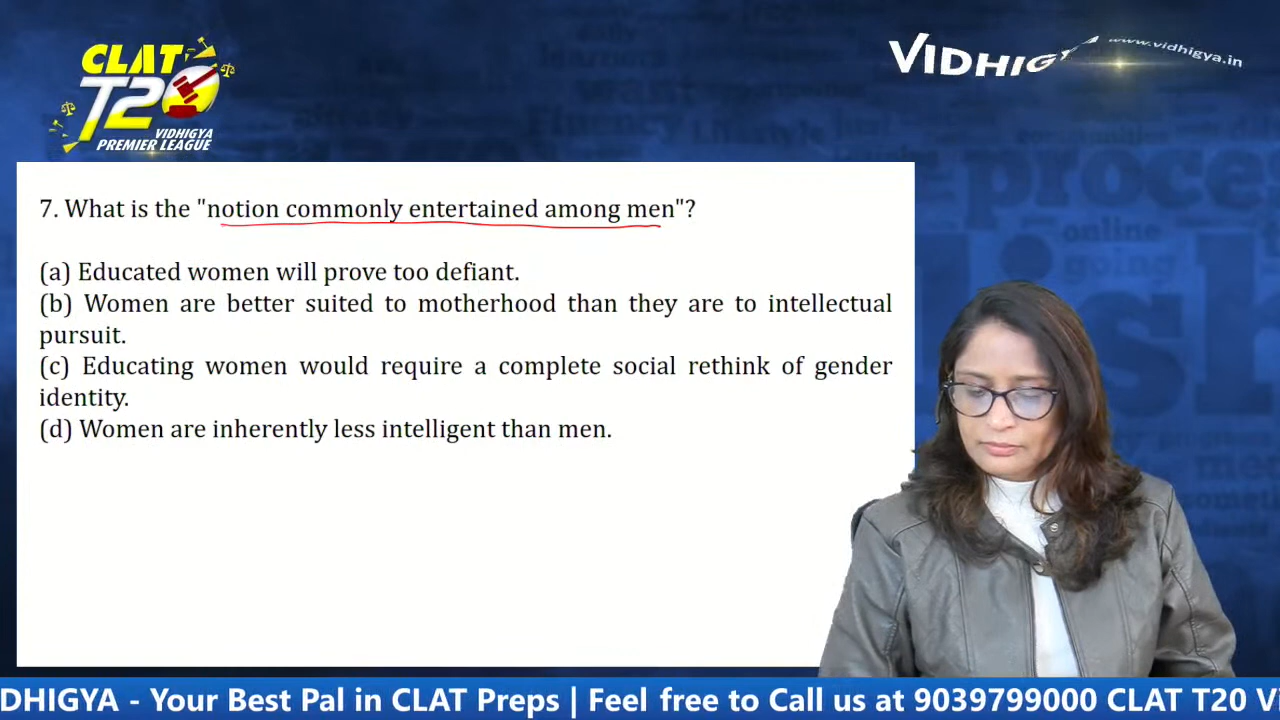 CLAT
T20
VIDHIGYA
PREMIER LEAGUE
VIDHIGYA
www.vidhigya.in
7. What is the "notion commonly entertained among men"?
(a) Educated women will prove too defiant.
(b) Women are better suited to motherhood than they are to intellectual
pursuit.
(c) Educating women would require a complete social rethink of gender
identity.
(d) Women are inherently less intelligent than men.
online
going
DHIGYA - Your Best Pal in CLAT Preps | Feel free to Call us at 9039799000 CLAT T20 V